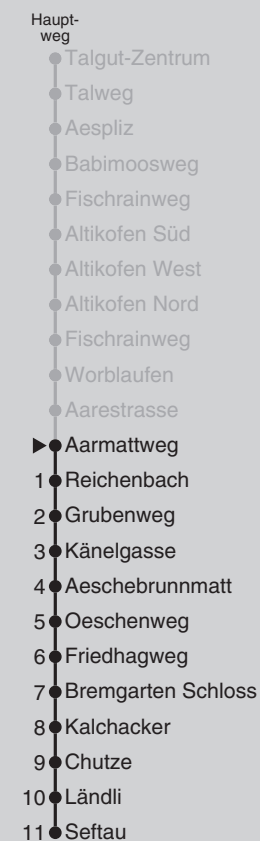 Haupt-
weg
Talgut-Zentrum
Talweg
Aespliz
Babimoosweg
Fischrainweg
Altikofen Süd
Altikofen West
Altikofen Nord
Fischrainweg
Worblaufen
Aarestrasse
Aarmattweg
1 Reichenbach
2 Grubenweg
3 Känelgasse
4 Aeschebrunnmatt
5 Oeschenweg
6 Friedhagweg
7 Bremgarten Schloss
8 Kalchacker
9 Chutze
10 Ländli
11 Seftau